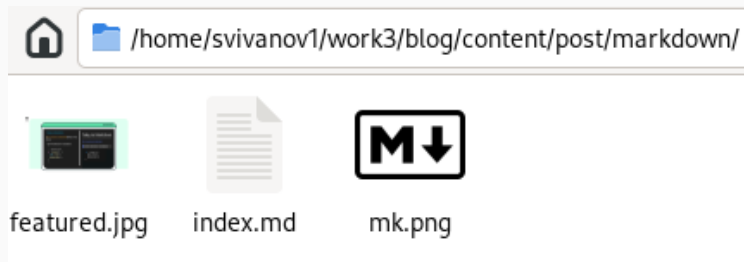 /home/svivanov1/work3/blog/content/post/markdown/
M
featured.jpg
index.md
mk.png